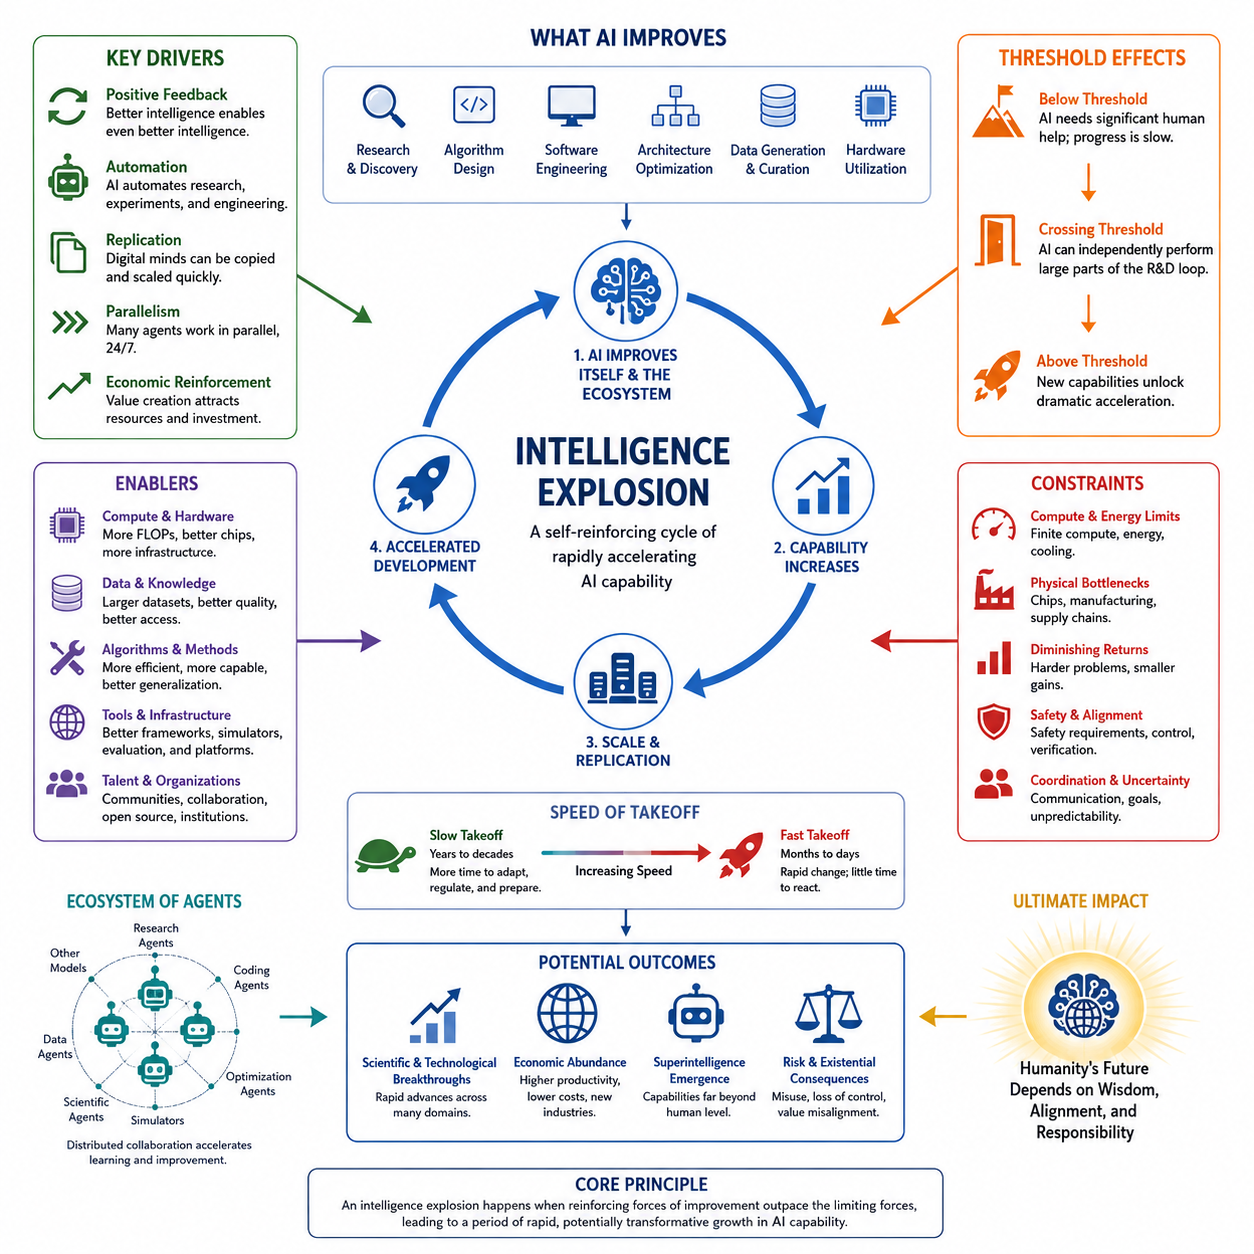 WHAT AI IMPROVES
Research
& Discovery
Algorithm
Design
Software
Engineering
Architecture
Optimization
Data Generation
& Curation
Hardware
Utilization
KEY DRIVERS
Positive Feedback
Better intelligence enables
even better intelligence.
Automation
AI automates research,
experiments, and engineering.
Replication
Digital minds can be copied
and scaled quickly.
Parallelism
Many agents work in parallel,
24/7.
Economic Reinforcement
Value creation attracts
resources and investment.
THRESHOLD EFFECTS
Below Threshold
AI needs significant human
help; progress is slow.
Crossing Threshold
AI can independently perform
large parts of the R&D loop.
Above Threshold
New capabilities unlock
dramatic acceleration.
1. AI IMPROVES
ITSELF & THE
ECOSYSTEM
INTELLIGENCE
EXPLOSION
A self-reinforcing cycle of
rapidly accelerating
AI capability
2. CAPABILITY
INCREASES
3. SCALE &
REPLICATION
4. ACCELERATED
DEVELOPMENT
ENABLERS
Compute & Hardware
More FLOPs, better chips,
more infrastructurce.
Data & Knowledge
Larger datasets, better quality,
better access.
Algorithms & Methods
More efficient, more capable,
better generalization.
Tools & Infrastructure
Better frameworks, simulators,
evaluation, and platforms.
Talent & Organizations
Communities, collaboration,
open source, institutions.
CONSTRAINTS
Compute & Energy Limits
Finite compute, energy,
cooling.
Physical Bottlenecks
Chips, manufacturing,
supply chains.
Diminishing Returns
Harder problems, smaller
gains.
Safety & Alignment
Safety requirements, control,
verification.
Coordination & Uncertainty
Communication, goals,
unpredictability.
SPEED OF TAKEOFF
Slow Takeoff
Years to decades
More time to adapt,
regulate, and prepare.
Increasing Speed
Fast Takeoff
Months to days
Rapid change; little time
to react.
ECOSYSTEM OF AGENTS
Research
Agents
Other
Models
Coding
Agents
Data
Agents
Optimization
Agents
Scientific
Agents
Simulators
Distributed collaboration accelerates
learning and improvement.
POTENTIAL OUTCOMES
Scientific & Technological
Breakthroughs
Rapid advances across
many domains.
Economic Abundance
Higher productivity,
lower costs, new
industries.
Superintelligence
Emergence
Capabilities far beyond
human level.
Risk & Existential
Consequences
Misuse, loss of control,
value misalignment.
ULTIMATE IMPACT
Humanity's Future
Depends on Wisdom,
Alignment, and
Responsibility
CORE PRINCIPLE
An intelligence explosion happens when reinforcing forces of improvement outpace the limiting forces,
leading to a period of rapid, potentially transformative growth in AI capability.